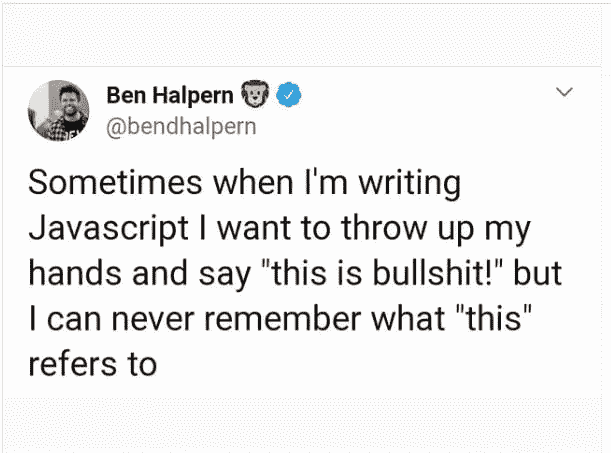 Ben Halpern
@bendhalpern
Sometimes when I'm writing
Javascript I want to throw up my
hands and say "this is bullshit!" but
I can never remember what "this"
refers to